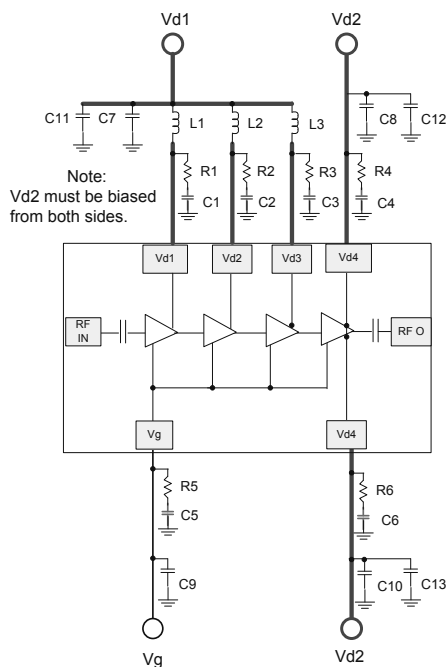 Vd1
Vd2
C11
C7
L1
L2
L3
C8
C12
Note:
Vd2 must be biased
from both sides.
R1
R2
R3
R4
C1
C2
C3
C4
Vd1
Vd2
Vd3
Vd4
RF
IN
RF O
Vg
Vd4
R5
C5
R6
C6
C9
C10
C13
Vg
Vd2